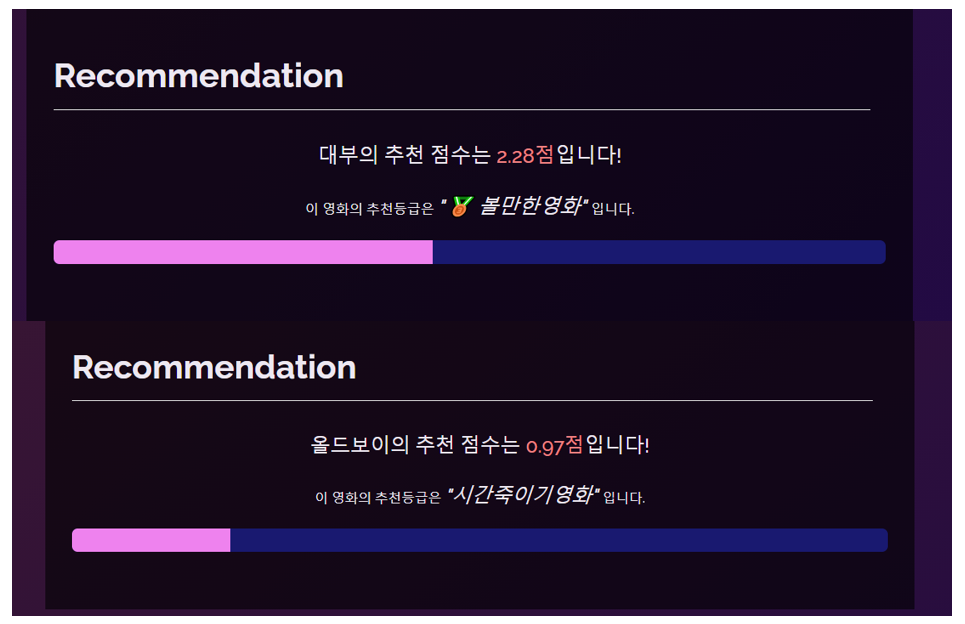 Recommendation
대부의 추천 점수는 2.28점입니다!
이 영화의 추천등급은 "🏅 볼만한영화" 입니다.
Recommendation
올드보이의 추천 점수는 0.97점입니다!
이 영화의 추천등급은 "시간죽이기영화" 입니다.